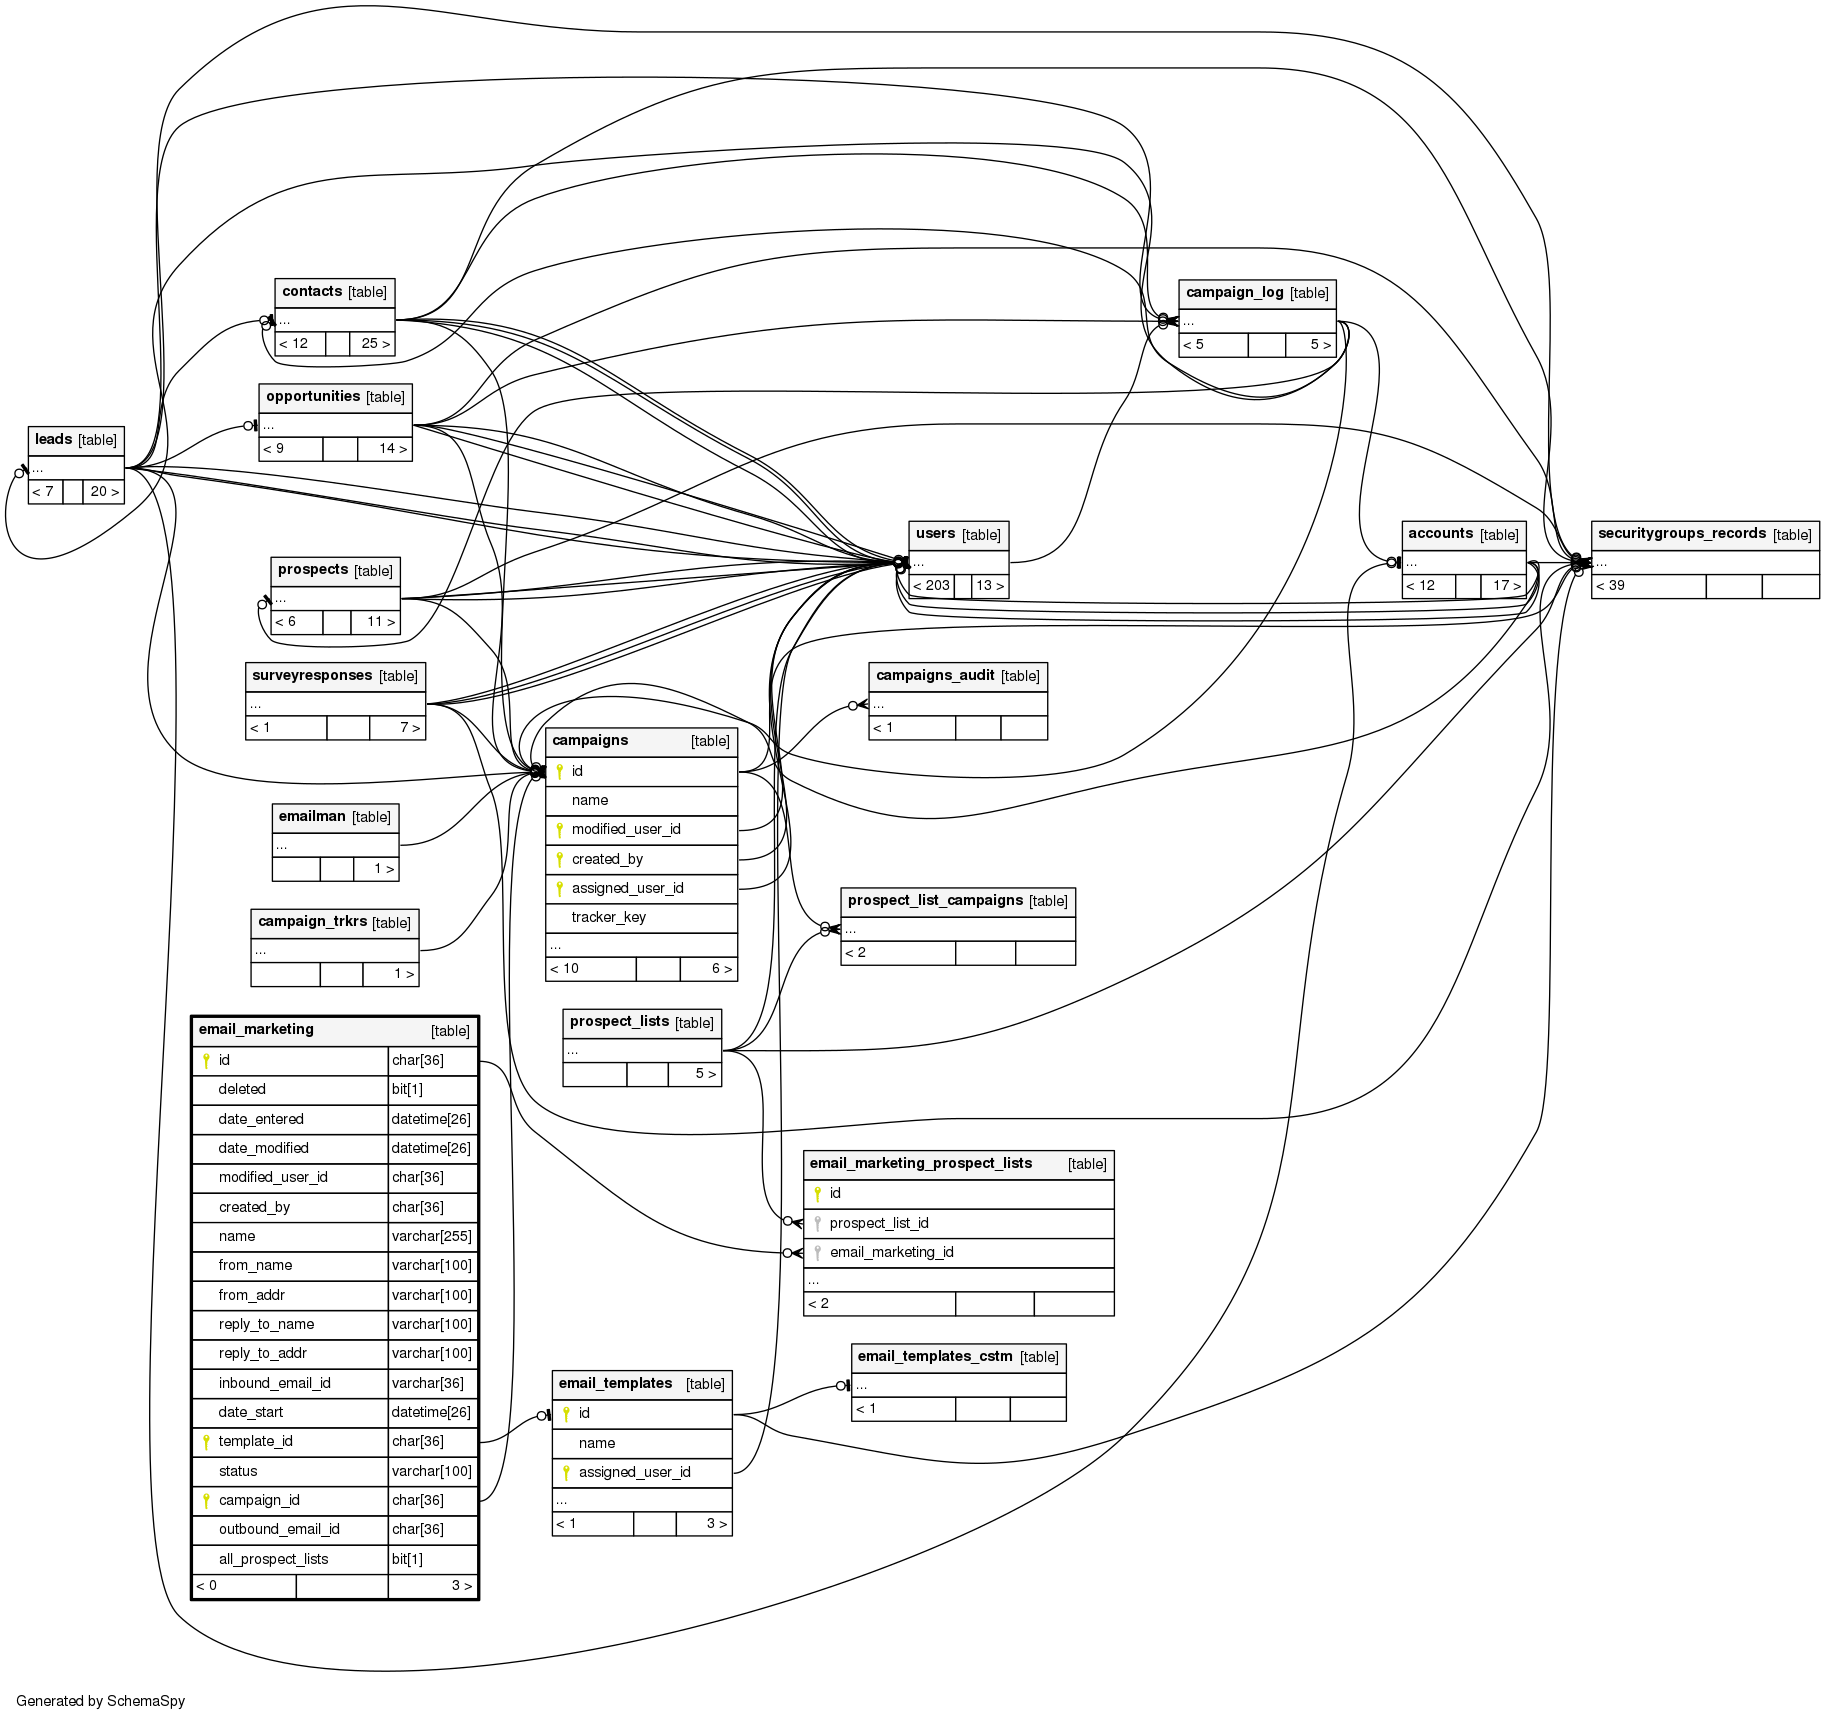 contacts [table]
...
< 12 25 >
campaign_log [table]
...
< 5 5 >
opportunities [table]
...
< 9 14 >
leads [table]
...
< 7 20 >
users [table]
...
< 203 13 >
accounts [table]
...
< 12 17 >
securitygroups_records [table]
...
< 39
prospects [table]
...
< 6 11 >
surveyresponses [table]
...
< 1 7 >
campaigns_audit [table]
...
< 1
campaigns [table]
id
name
modified_user_id
created_by
assigned_user_id
tracker_key
...
< 10 6 >
emailman [table]
...
1 >
campaign_trkrs [table]
...
1 >
prospect_list_campaigns [table]
...
< 2
prospect_lists [table]
...
5 >
email_marketing [table]
id char[36]
deleted bit[1]
date_entered datetime[26]
date_modified datetime[26]
modified_user_id char[36]
created_by char[36]
name varchar[255]
from_name varchar[100]
from_addr varchar[100]
reply_to_name varchar[100]
reply_to_addr varchar[100]
inbound_email_id varchar[36]
date_start datetime[26]
template_id char[36]
status varchar[100]
campaign_id char[36]
outbound_email_id char[36]
all_prospect_lists bit[1]
< 0 3 >
email_marketing_prospect_lists [table]
id
prospect_list_id
email_marketing_id
...
< 2
email_templates_cstm [table]
...
< 1
email_templates [table]
id
name
assigned_user_id
...
< 1 3 >
Generated by SchemaSpy